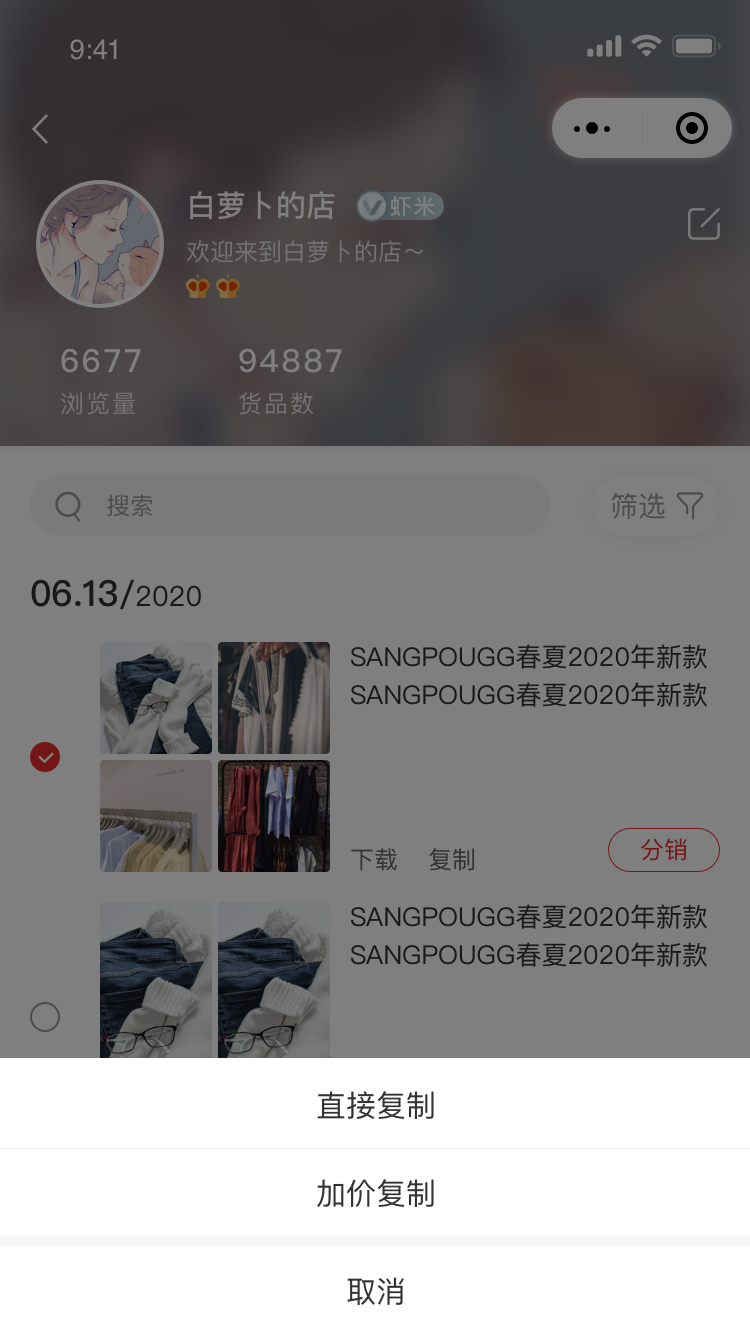 9:41
白萝卜的店 虾米
欢迎来到白萝卜的店～
6677 94887
浏览量 货品数
搜索 筛选
06.13/2020
SANGPOUGG春夏2020年新款
SANGPOUGG春夏2020年新款
下载 复制 分销
SANGPOUGG春夏2020年新款
SANGPOUGG春夏2020年新款
直接复制
加价复制
取消